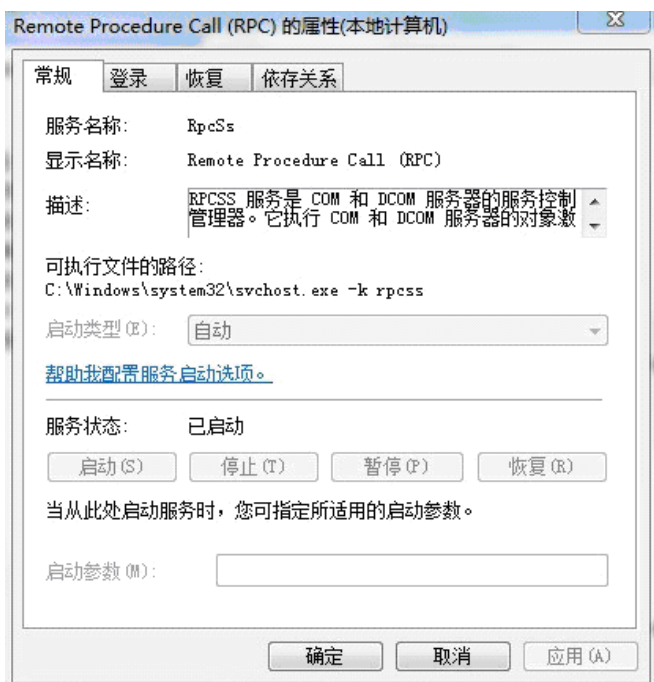 Remote Procedure Call (RPC) 的属性(本地计算机)
常规 登录 恢复 依存关系
服务名称: RpcSs
显示名称: Remote Procedure Call (RPC)
描述: RPCSS 服务是 COM 和 DCOM 服务器的服务控制
管理器。它执行 COM 和 DCOM 服务器的对象激
可执行文件的路径:
C:\Windows\system32\svchost.exe -k rpcss
启动类型(E): 自动
帮助我配置服务启动选项。
服务状态: 已启动
启动(S) 停止(T) 暂停(P) 恢复(R)
当从此处启动服务时，您可指定所适用的启动参数。
启动参数(M):
确定 取消 应用(A)